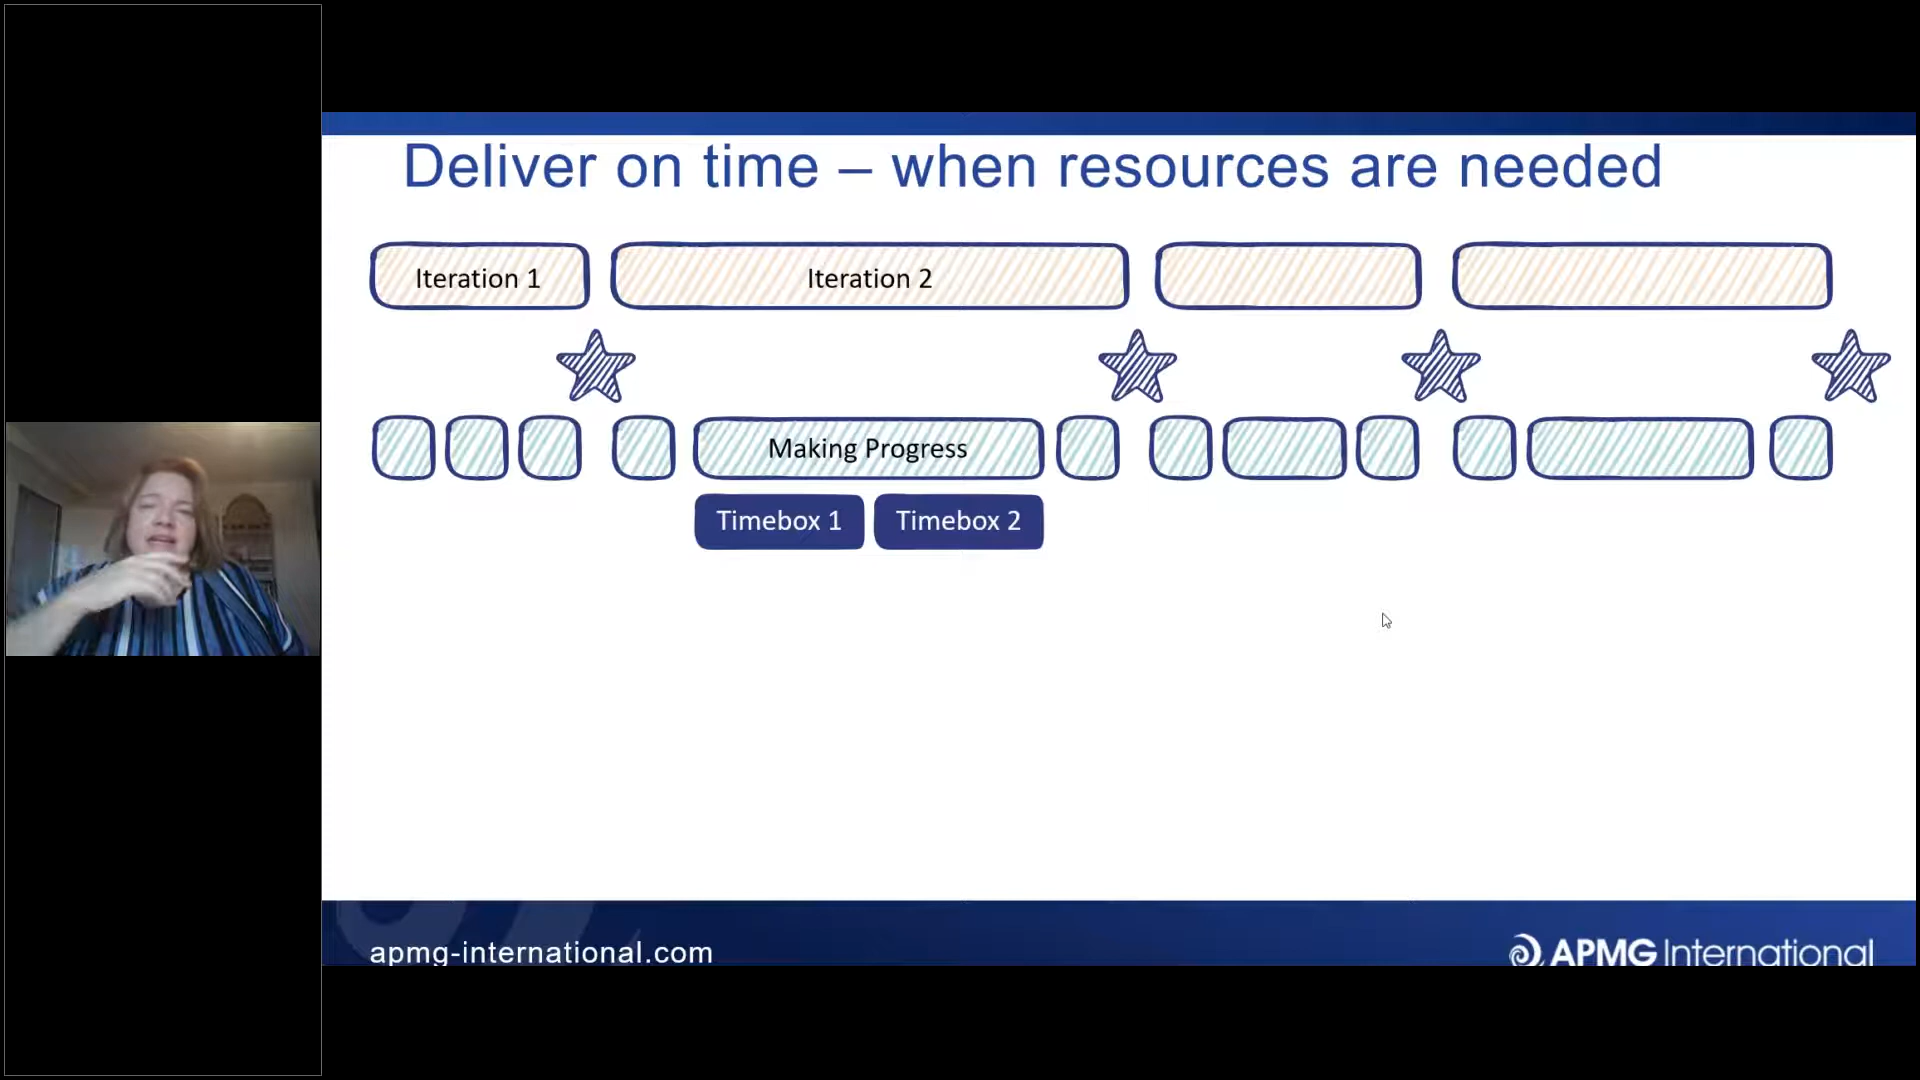 Deliver on time – when resources are needed
Iteration 1
Iteration 2
Making Progress
Timebox 1
Timebox 2
apmg-international.com
APMG International